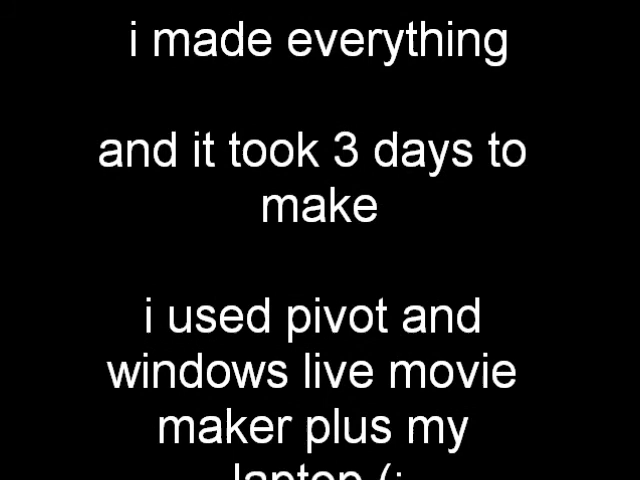 i made everything
and it took 3 days to
make
i used pivot and
windows live movie
maker plus my
laptop (: